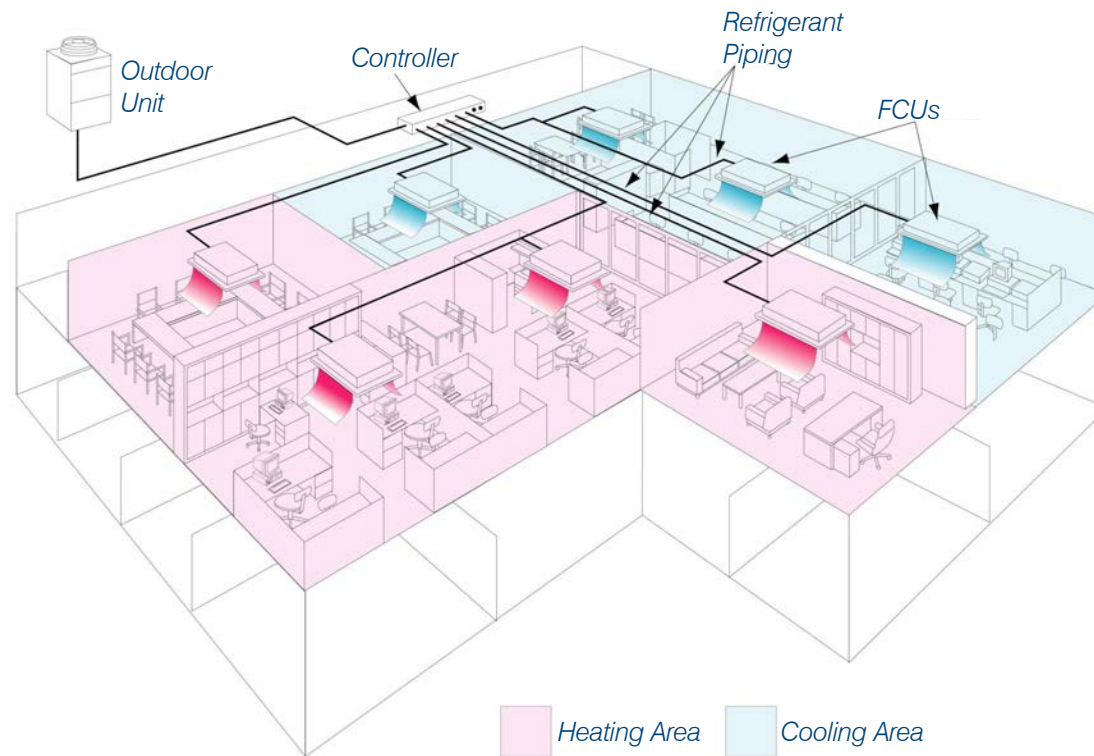 Refrigerant
Piping
Controller
Outdoor
Unit
FCUs
Heating Area
Cooling Area